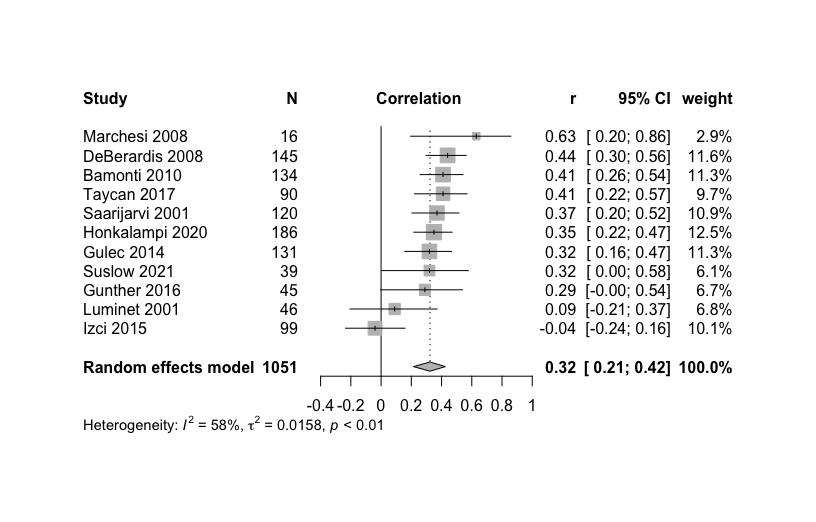 Study N Correlation r 95% CI weight
Marchesi 2008 16 0.63 [ 0.20; 0.86] 2.9%
DeBerardis 2008 145 0.44 [ 0.30; 0.56] 11.6%
Bamonti 2010 134 0.41 [ 0.26; 0.54] 11.3%
Taycan 2017 90 0.41 [ 0.22; 0.57] 9.7%
Saarijarvi 2001 120 0.37 [ 0.20; 0.52] 10.9%
Honkalampi 2020 186 0.35 [ 0.22; 0.47] 12.5%
Gulec 2014 131 0.32 [ 0.16; 0.47] 11.3%
Suslow 2021 39 0.32 [ 0.00; 0.58] 6.1%
Gunther 2016 45 0.29 [-0.00; 0.54] 6.7%
Luminet 2001 46 0.09 [-0.21; 0.37] 6.8%
Izci 2015 99 -0.04 [-0.24; 0.16] 10.1%
Random effects model 1051 0.32 [ 0.21; 0.42] 100.0%
-0.4 -0.2 0 0.2 0.4 0.6 0.8 1
Heterogeneity: I² = 58%, τ² = 0.0158, p < 0.01